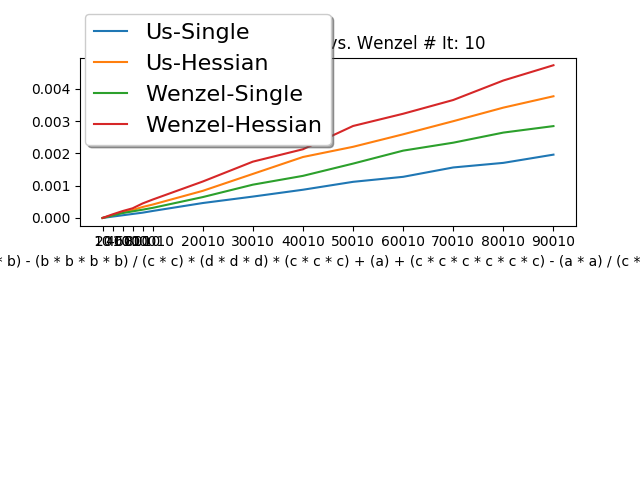 Us-Single
Us-Hessian
Wenzel-Single
Wenzel-Hessian
vs. Wenzel # It: 10
0.004
0.003
0.002
0.001
0.000
20010 30010 40010 50010 60010 70010 80010 90010
* b) - (b * b * b * b) / (c * c) * (d * d * d) * (c * c * c) + (a) + (c * c * c * c * c * c) - (a * a) / (c *